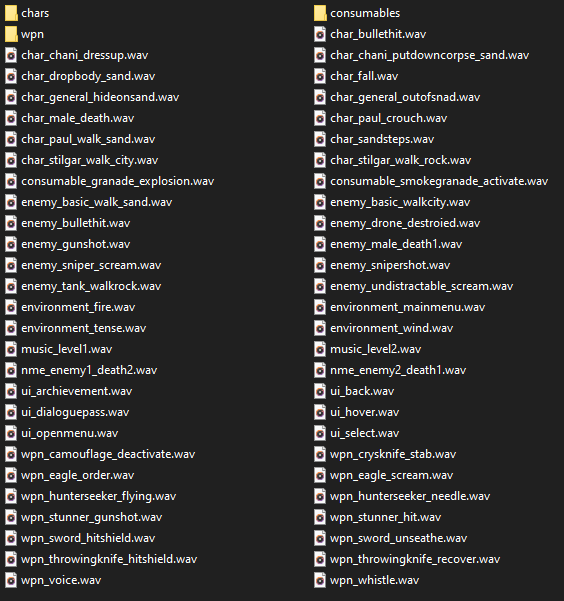 chars
consumables
wpn
char_bullethit.wav
char_chani_dressup.wav
char_chani_putdowncorpse_sand.wav
char_dropbody_sand.wav
char_fall.wav
char_general_hideonsand.wav
char_general_outofsnad.wav
char_male_death.wav
char_paul_crouch.wav
char_paul_walk_sand.wav
char_sandsteps.wav
char_stilgar_walk_city.wav
char_stilgar_walk_rock.wav
consumable_granade_explosion.wav
consumable_smokegranade_activate.wav
enemy_basic_walk_sand.wav
enemy_basic_walkcity.wav
enemy_bullethit.wav
enemy_drone_destroied.wav
enemy_gunshot.wav
enemy_male_death1.wav
enemy_sniper_scream.wav
enemy_snipershot.wav
enemy_tank_walkrock.wav
enemy_undistractable_scream.wav
environment_fire.wav
environment_mainmenu.wav
environment_tense.wav
environment_wind.wav
music_level1.wav
music_level2.wav
nme_enemy1_death2.wav
nme_enemy2_death1.wav
ui_archievement.wav
ui_back.wav
ui_dialoguepass.wav
ui_hover.wav
ui_openmenu.wav
ui_select.wav
wpn_camouflage_deactivate.wav
wpn_crysknife_stab.wav
wpn_eagle_order.wav
wpn_eagle_scream.wav
wpn_hunterseeker_flying.wav
wpn_hunterseeker_needle.wav
wpn_stunner_gunshot.wav
wpn_stunner_hit.wav
wpn_sword_hitshield.wav
wpn_sword_unseathe.wav
wpn_throwingknife_hitshield.wav
wpn_throwingknife_recover.wav
wpn_voice.wav
wpn_whistle.wav